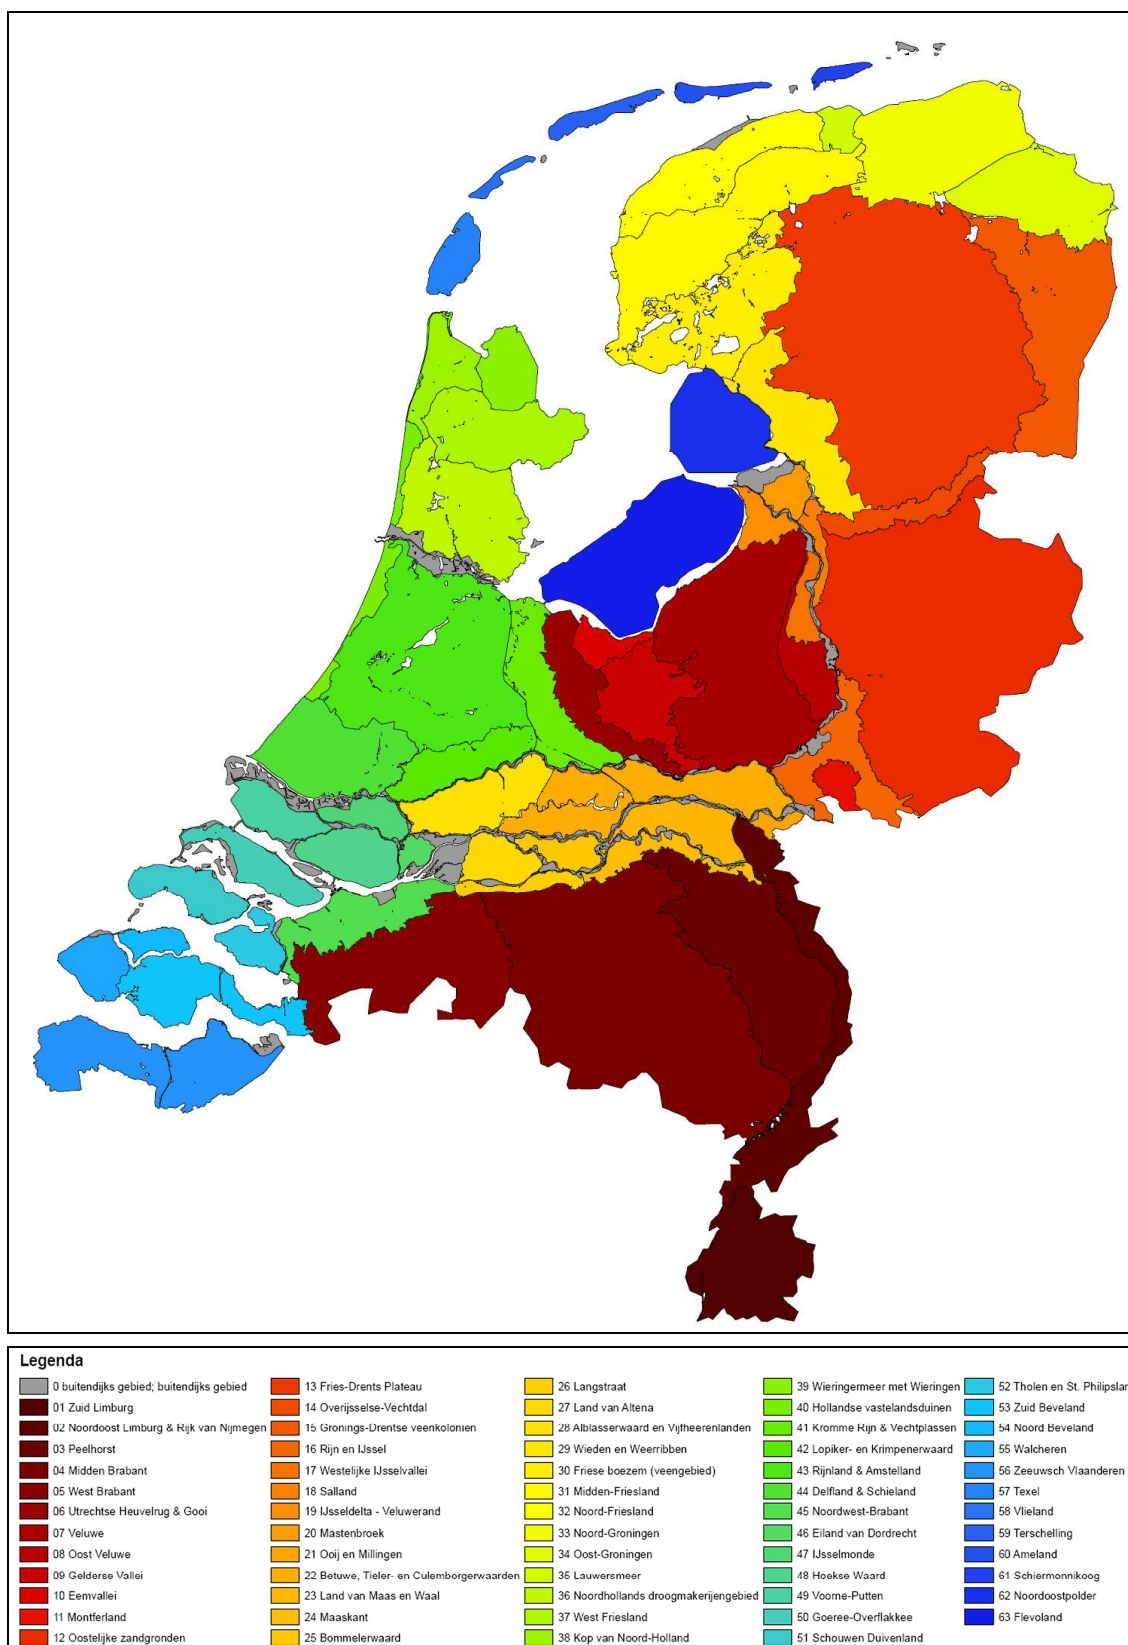 Legenda
0 buitendijks gebied; buitendijks gebied
01 Zuid Limburg
02 Noordoost Limburg & Rijk van Nijmegen
03 Peelhorst
04 Midden Brabant
05 West Brabant
06 Utrechtse Heuvelrug & Gooi
07 Veluwe
08 Oost Veluwe
09 Gelderse Vallei
10 Eemvallei
11 Montferland
12 Oostelijke zandgronden
13 Fries-Drents Plateau
14 Overijsselse-Vechtdal
15 Gronings-Drentse veenkolonien
16 Rijn en IJssel
17 Westelijke IJsselvallei
18 Salland
19 IJsseldelta - Veluwerand
20 Mastenbroek
21 Ooij en Millingen
22 Betuwe, Tieler- en Culemborgerwaarden
23 Land van Maas en Waal
24 Maaskant
25 Bommelerwaard
26 Langstraat
27 Land van Altena
28 Alblasserwaard en Vijfheerenlanden
29 Wieden en Weerribben
30 Friese boezem (veengebied)
31 Midden-Friesland
32 Noord-Friesland
33 Noord-Groningen
34 Oost-Groningen
35 Lauwersmeer
36 Noordhollands droogmakerijengebied
37 West Friesland
38 Kop van Noord-Holland
39 Wieringermeer met Wieringen
40 Hollandse vastelandsduinen
41 Kromme Rijn & Vechtplassen
42 Lopiker- en Krimpenerwaard
43 Rijnland & Amstelland
44 Delfland & Schieland
45 Noordwest-Brabant
46 Eiland van Dordrecht
47 IJsselmonde
48 Hoekse Waard
49 Voorne-Putten
50 Goeree-Overflakkee
51 Schouwen Duivenland
52 Tholen en St. Philipslan
53 Zuid Beveland
54 Noord Beveland
55 Walcheren
56 Zeeuwsch Vlaanderen
57 Texel
58 Vlieland
59 Terschelling
60 Ameland
61 Schiermonnikoog
62 Noordoostpolder
63 Flevoland